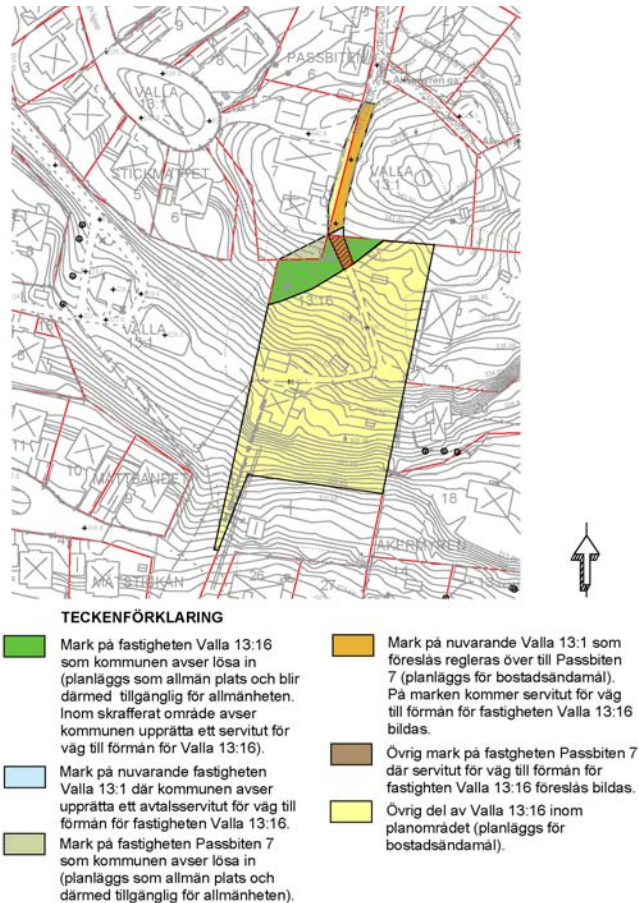 PASSBITEN
6
VALLA
13:1
STICKMÅTTET
5
6
7
VALLA
13:1
13:16
VALLA
13:1
MÅTTBANDET
9
10
18
ÅKERMYREN
MÅTSTICKAN
26
27
14
TECKENFÖRKLARING
Mark på fastigheten Valla 13:16
som kommunen avser lösa in
(planläggs som allmän plats och blir
därmed tillgänglig för allmänheten.
Inom skrafferat område avser
kommunen upprätta ett servitut för
väg till förmån för Valla 13:16).
Mark på nuvarande fastigheten
Valla 13:1 där kommunen avser
upprätta ett avtalsservitut för väg till
förmån för fastigheten Valla 13:16.
Mark på fastigheten Passbiten 7
som kommunen avser lösa in
(planläggs som allmän plats och
därmed tillgänglig för allmänheten).
Mark på nuvarande Valla 13:1 som
föreslås regleras över till Passbiten
7 (planläggs för bostadsändamål).
På marken kommer servitut för väg
till förmån för fastigheten Valla 13:16
bildas.
Övrig mark på fastgheten Passbiten 7
där servitut för väg till förmån för
fastighten Valla 13:16 föreslås bildas.
Övrig del av Valla 13:16 inom
planområdet (planläggs för
bostadsändamål).